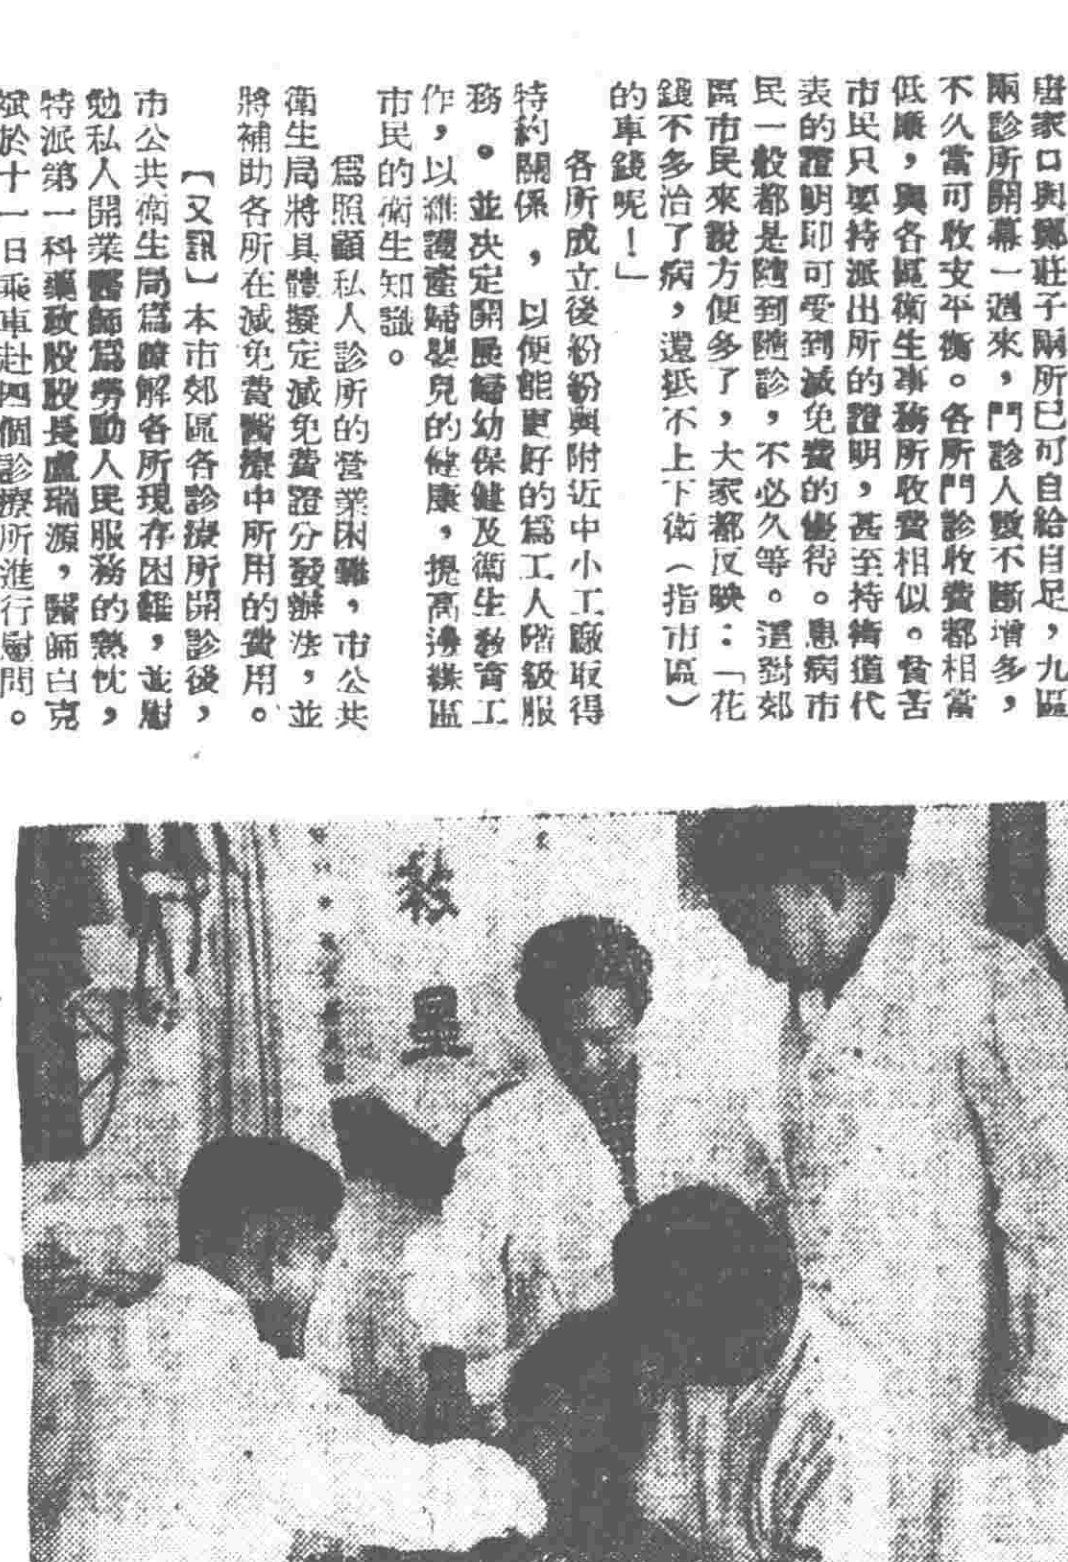 唐家口與鄭莊子兩所已可自給自足，九區
兩診所開幕一週來，門診人數不斷增多，
不久當可收支平衡。各所門診收費都相當
低廉，與各區衛生事務所收費相似。貧苦
市民只要持派出所的證明，甚至持街道代
表的證明即可受到減免費的優待。患病市
民一般都是隨到隨診，不必久等。這對郊
區市民來說方便多了，大家都反映：「花
錢不多治了病，還抵不上下衛（指市區）
的車錢呢！」
各所成立後紛紛與附近中小工廠取得
特約關係，以便能更好的爲工人階級服
務。並決定開展婦幼保健及衛生教育工
作，以維護產婦嬰兒的健康，提高邊緣區
市民的衛生知識。
爲照顧私人診所的營業困難，市公共
衛生局將具體擬定減免費證分發辦法，並
將補助各所在減免費醫療中所用的費用。
【又訊】本市郊區各診療所開診後，
市公共衛生局爲瞭解各所現存困難，並慰
勉私人開業醫師爲勞動人民服務的熱忱，
特派第一科藥政股股長盧瑞源，醫師白克
斌於十一日乘車赴四個診療所進行慰問。
救
星